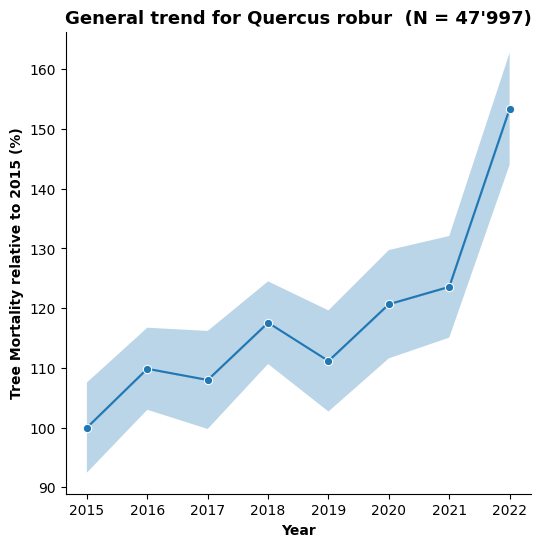 General trend for Quercus robur (N = 47'997)
Tree Mortality relative to 2015 (%)
160
150
140
130
120
110
100
90
2015 2016 2017 2018 2019 2020 2021 2022
Year